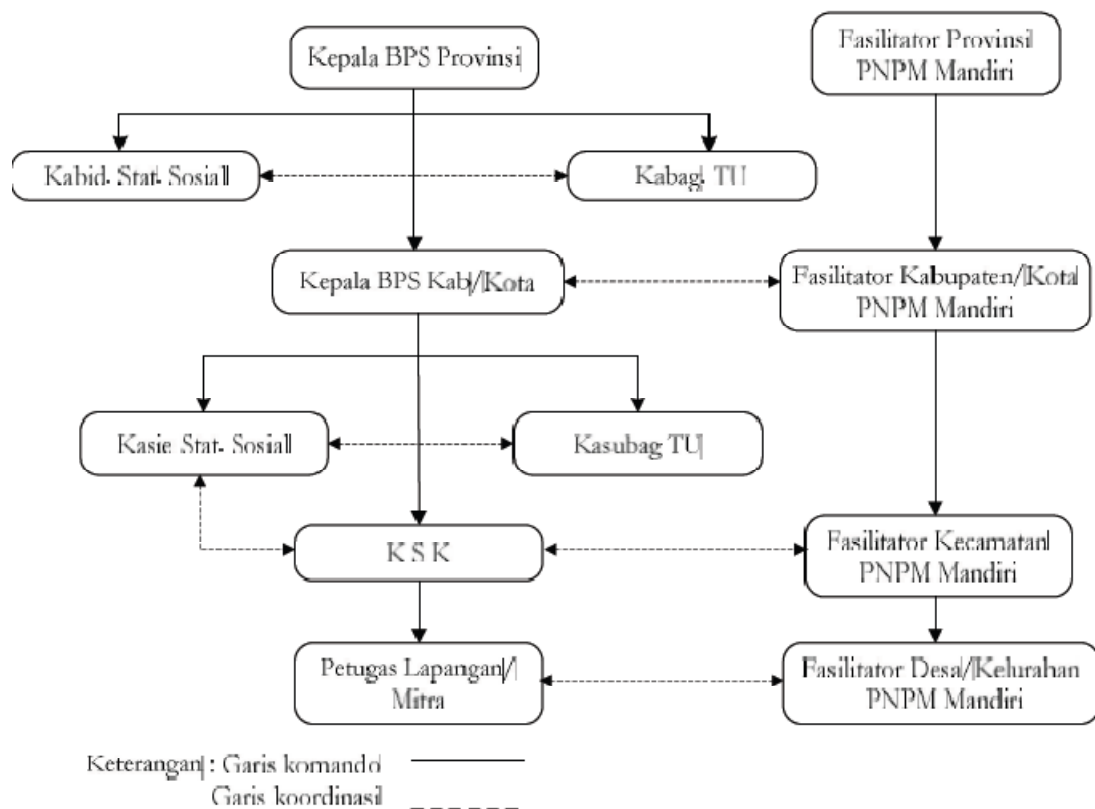 Kepala BPS Provinsi
Fasilitator Provinsi
PNPM Mandiri
Kabid. Stat. Sosial
Kabag. TU
Kepala BPS Kab/Kota
Fasilitator Kabupaten/Kota
PNPM Mandiri
Kasie Stat. Sosial
Kasubag TU
K S K
Fasilitator Kecamatan
PNPM Mandiri
Petugas Lapangan/
Mitra
Fasilitator Desa/Kelurahan
PNPM Mandiri
Keterangan : Garis komando
Garis koordinasi